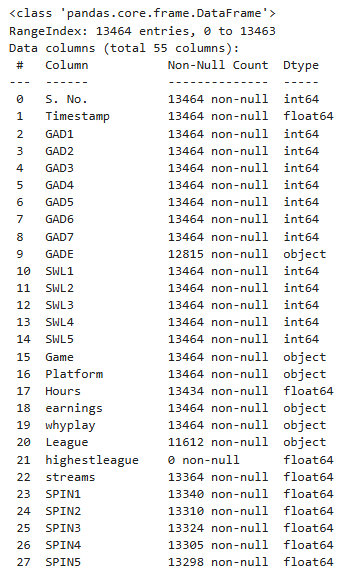 <class 'pandas.core.frame.DataFrame'>
RangeIndex: 13464 entries, 0 to 13463
Data columns (total 55 columns):
 #   Column         Non-Null Count  Dtype
---  ------         --------------  -----
 0   S. No.         13464 non-null  int64
 1   Timestamp      13464 non-null  float64
 2   GAD1           13464 non-null  int64
 3   GAD2           13464 non-null  int64
 4   GAD3           13464 non-null  int64
 5   GAD4           13464 non-null  int64
 6   GAD5           13464 non-null  int64
 7   GAD6           13464 non-null  int64
 8   GAD7           13464 non-null  int64
 9   GADE           12815 non-null  object
 10  SWL1           13464 non-null  int64
 11  SWL2           13464 non-null  int64
 12  SWL3           13464 non-null  int64
 13  SWL4           13464 non-null  int64
 14  SWL5           13464 non-null  int64
 15  Game           13464 non-null  object
 16  Platform       13464 non-null  object
 17  Hours          13434 non-null  float64
 18  earnings       13464 non-null  object
 19  whyplay        13464 non-null  object
 20  League         11612 non-null  object
 21  highestleague  0 non-null      float64
 22  streams        13364 non-null  float64
 23  SPIN1          13340 non-null  float64
 24  SPIN2          13310 non-null  float64
 25  SPIN3          13324 non-null  float64
 26  SPIN4          13305 non-null  float64
 27  SPIN5          13298 non-null  float64